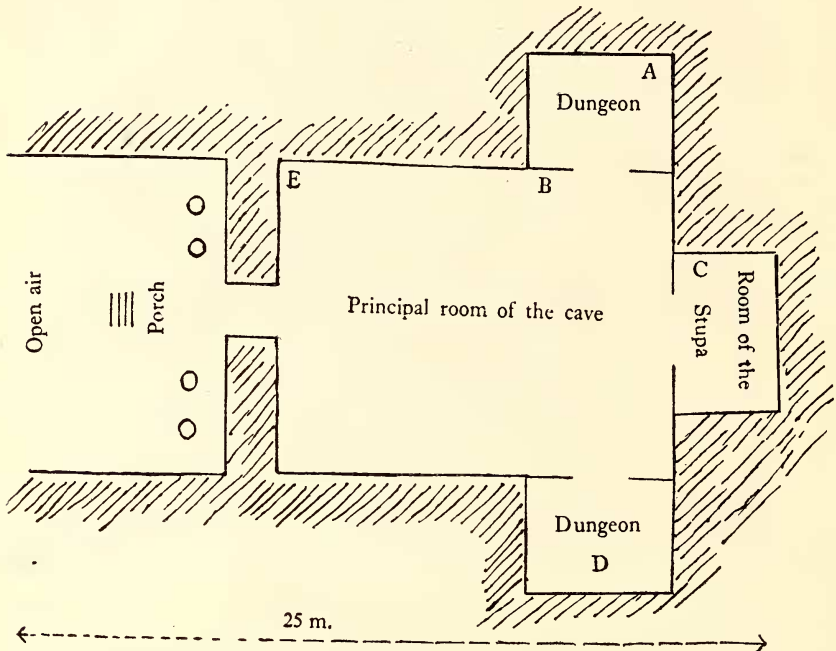 A
Dungeon
E
B
C
Room of the
Stupa
Open air
Porch
Principal room of the cave
Dungeon
D
25 m.